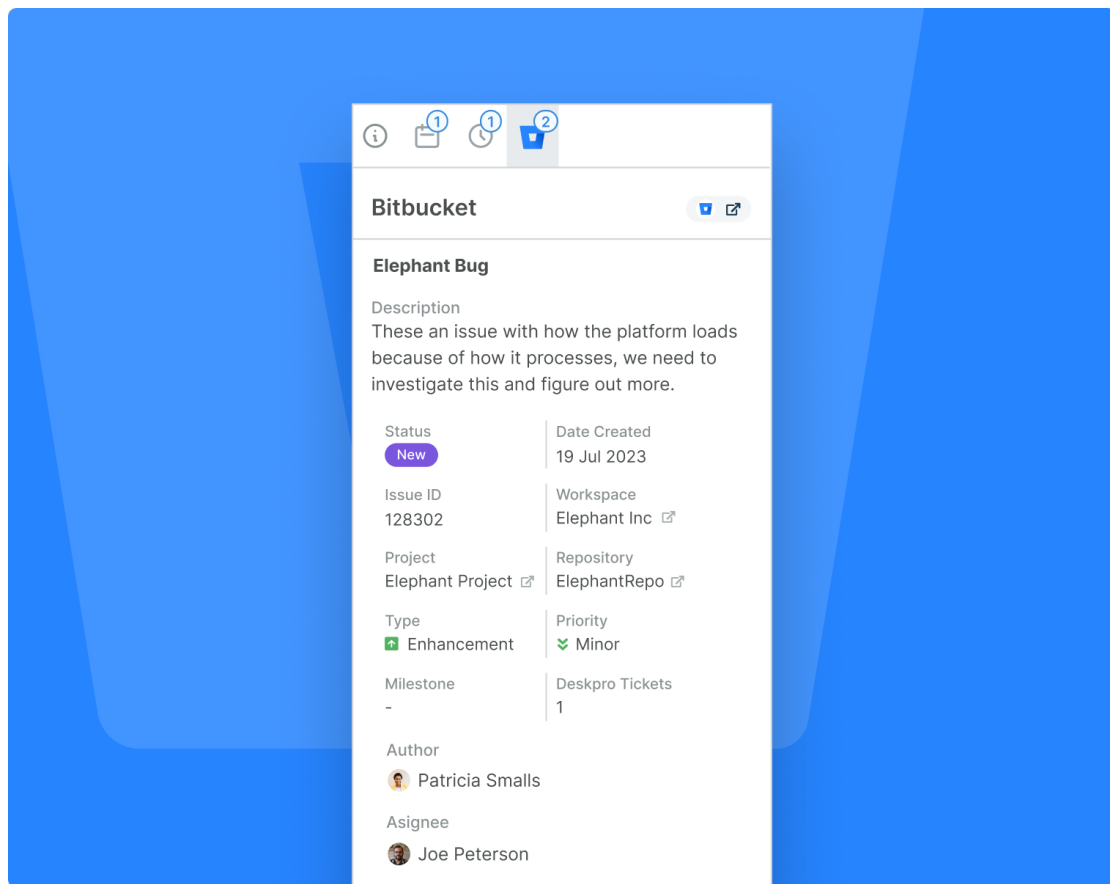 1 1 2
Bitbucket
Elephant Bug
Description
These an issue with how the platform loads
because of how it processes, we need to
investigate this and figure out more.
Status Date Created
New 19 Jul 2023
Issue ID Workspace
128302 Elephant Inc
Project Repository
Elephant Project ElephantRepo
Type Priority
Enhancement Minor
Milestone Deskpro Tickets
- 1
Author
Patricia Smalls
Asignee
Joe Peterson